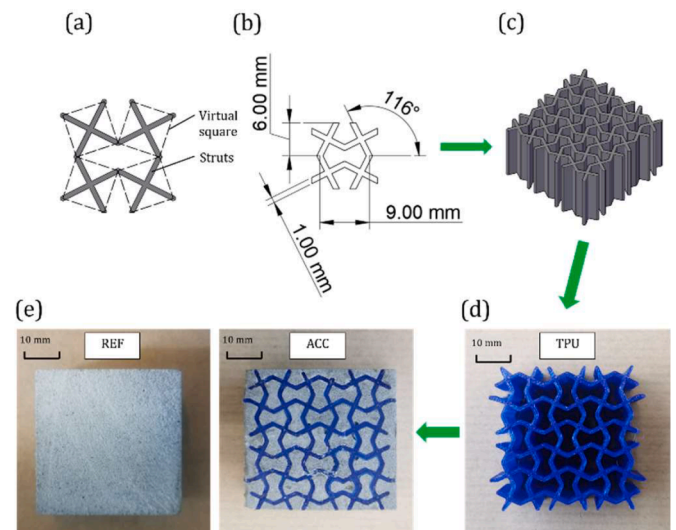 (a)
(b)
(c)
Virtual
square
Struts
6.00 mm
116°
1.00 mm
9.00 mm
(e)
(d)
10 mm
REF
10 mm
ACC
10 mm
TPU